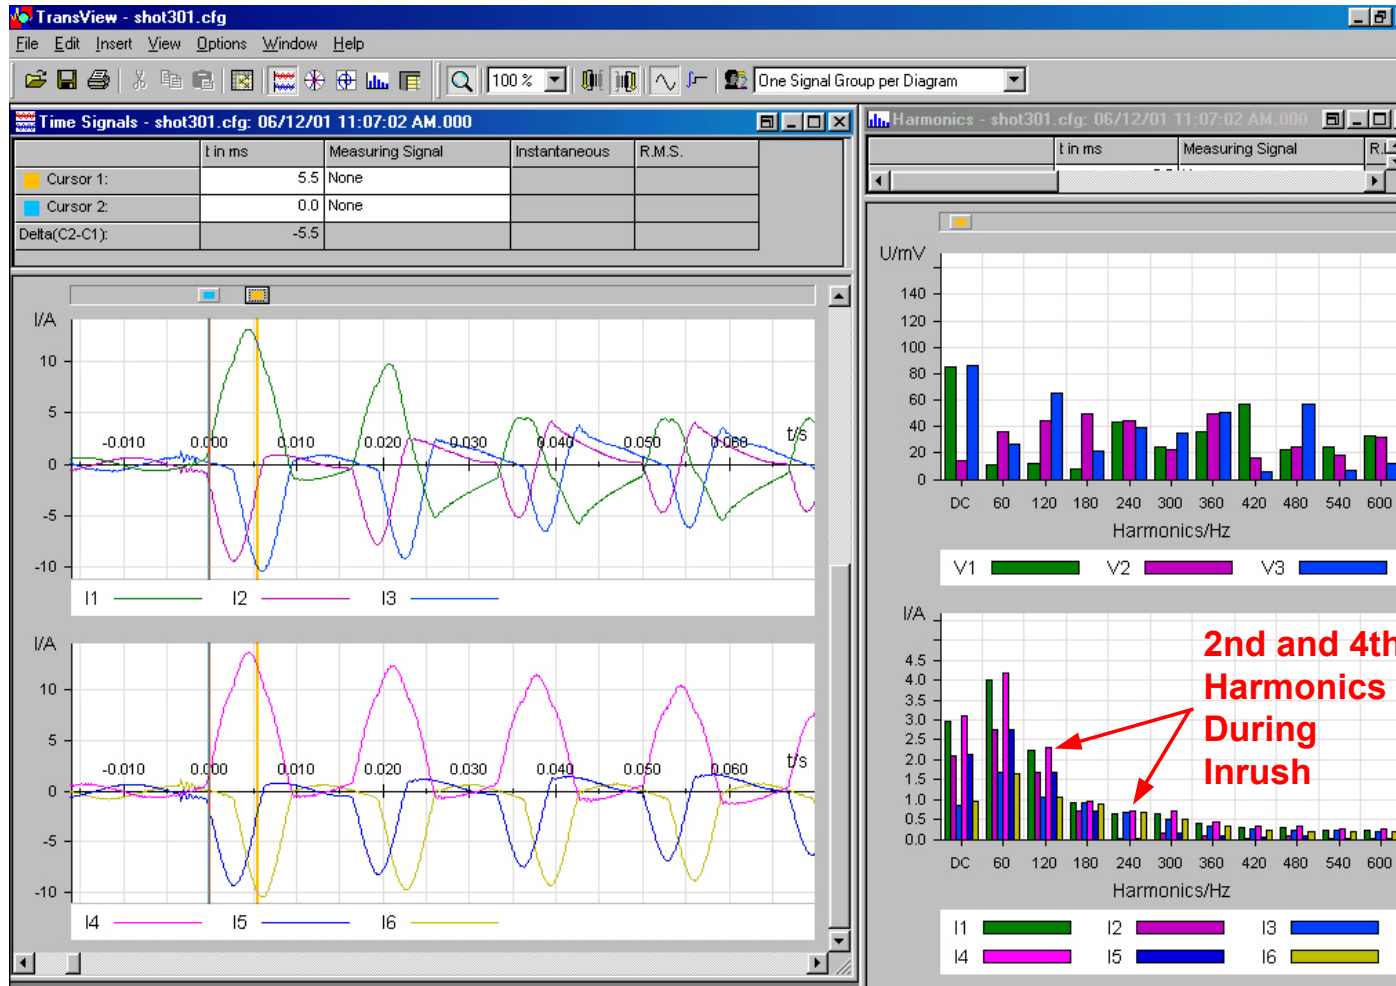 TransView - shot301.cfg
File Edit Insert View Options Window Help
100 % One Signal Group per Diagram
Time Signals - shot301.cfg: 06/12/01 11:07:02 AM.000
t in ms Measuring Signal Instantaneous R.M.S.
Cursor 1: 5.5 None
Cursor 2: 0.0 None
Delta(C2-C1): -5.5
I/A
10
5
0
-5
-10
-0.010 0.000 0.010 0.020 0.030 0.040 0.050 0.060 t/s
I1 I2 I3
I/A
10
5
0
-5
-10
-0.010 0.000 0.010 0.020 0.030 0.040 0.050 0.060 t/s
I4 I5 I6
Harmonics - shot301.cfg: 06/12/01 11:07:02 AM.000
t in ms Measuring Signal
U/mV
140
120
100
80
60
40
20
0
DC 60 120 180 240 300 360 420 480 540 600
Harmonics/Hz
V1 V2 V3
I/A
4.5
4.0
3.5
3.0
2.5
2.0
1.5
1.0
0.5
0.0
2nd and 4th
Harmonics
During
Inrush
DC 60 120 180 240 300 360 420 480 540 600
Harmonics/Hz
I1 I2 I3
I4 I5 I6